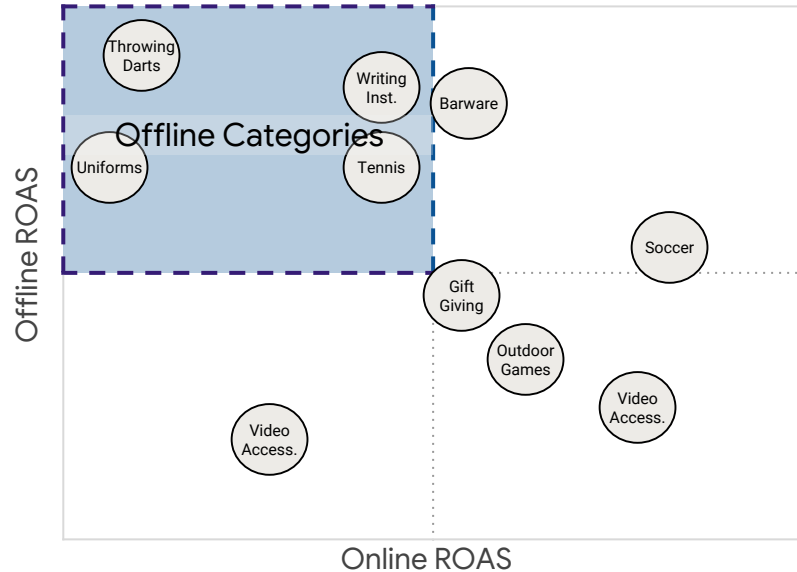 Throwing
Darts
Writing
Inst.
Barware
Offline Categories
Uniforms
Tennis
Offline ROAS
Soccer
Gift
Giving
Outdoor
Games
Video
Access.
Video
Access.
Online ROAS